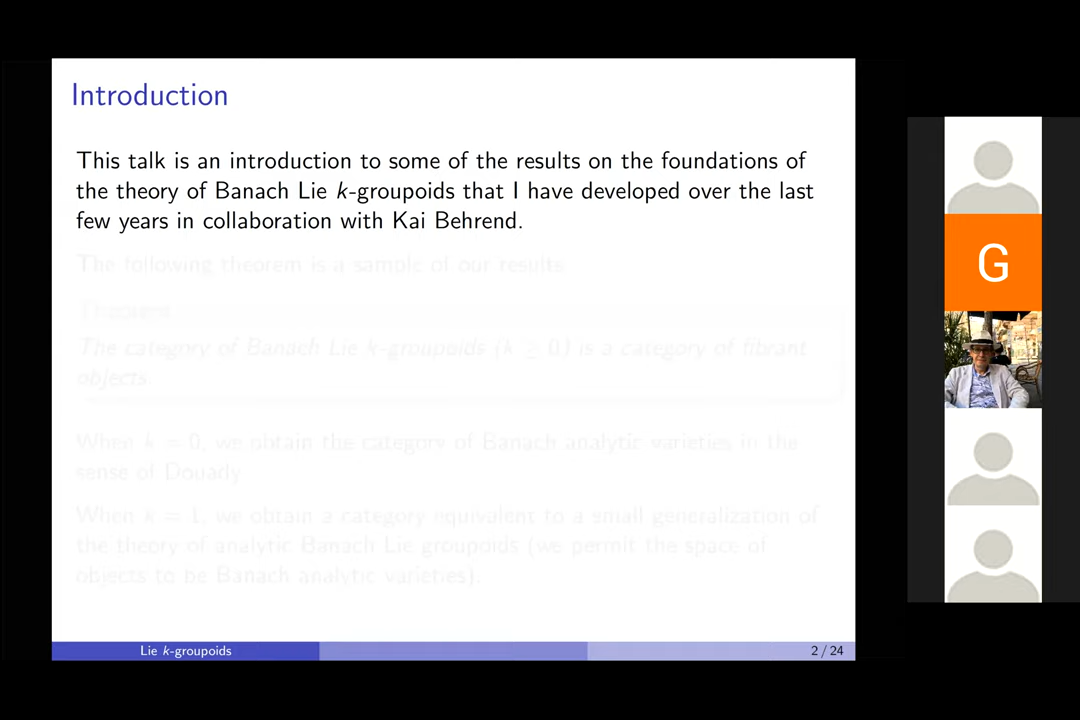 Introduction
This talk is an introduction to some of the results on the foundations of
the theory of Banach Lie k-groupoids that I have developed over the last
few years in collaboration with Kai Behrend.
The following theorem is a sample of our results.
Theorem
The category of Banach Lie k-groupoids (k ≥ 0) is a category of fibrant
objects.
When k = 0, we obtain the category of Banach analytic varieties in the
sense of Douady
When k = 1, we obtain a category equivalent to a small generalization of
the theory of analytic Banach Lie groupoids (we permit the space of
objects to be Banach analytic varieties).
Lie k-groupoids
2 / 24
G